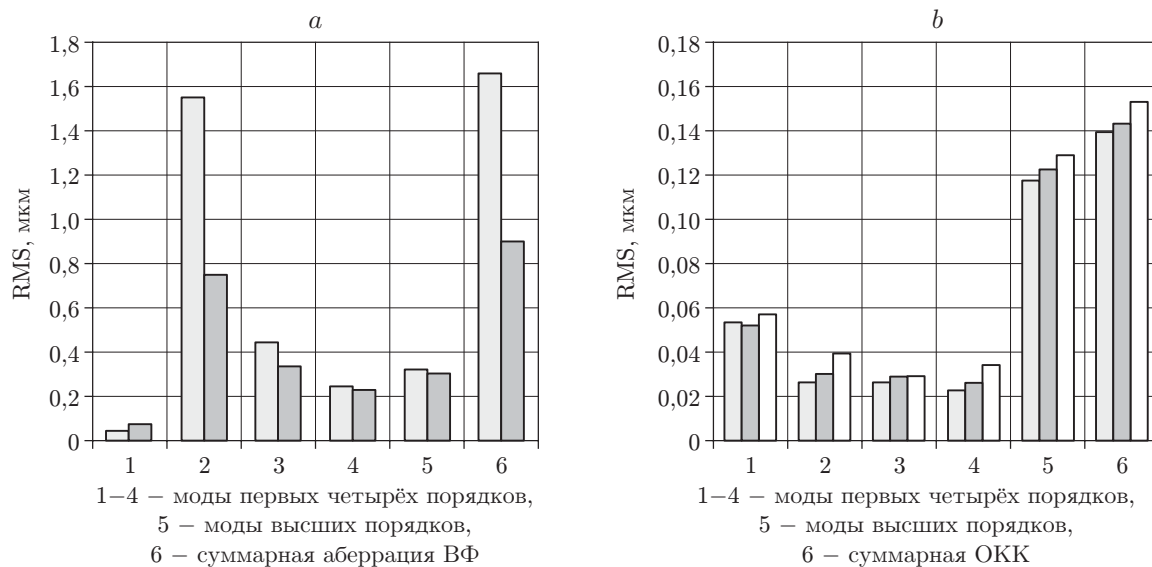 a
1,8
1,6
1,4
1,2
1,0
0,8
0,6
0,4
0,2
0
RMS, мкм
1 2 3 4 5 6
1–4 – моды первых четырёх порядков,
5 – моды высших порядков,
6 – суммарная аберрация ВФ
b
0,18
0,16
0,14
0,12
0,10
0,08
0,06
0,04
0,02
0
RMS, мкм
1 2 3 4 5 6
1–4 – моды первых четырёх порядков,
5 – моды высших порядков,
6 – суммарная ОКК